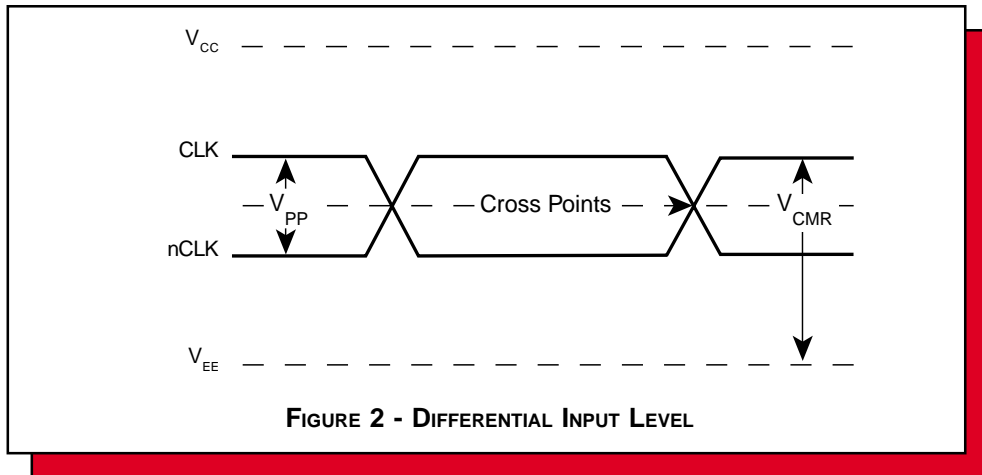 VCC
CLK
VPP
Cross Points
VCMR
nCLK
VEE
FIGURE 2 - DIFFERENTIAL INPUT LEVEL